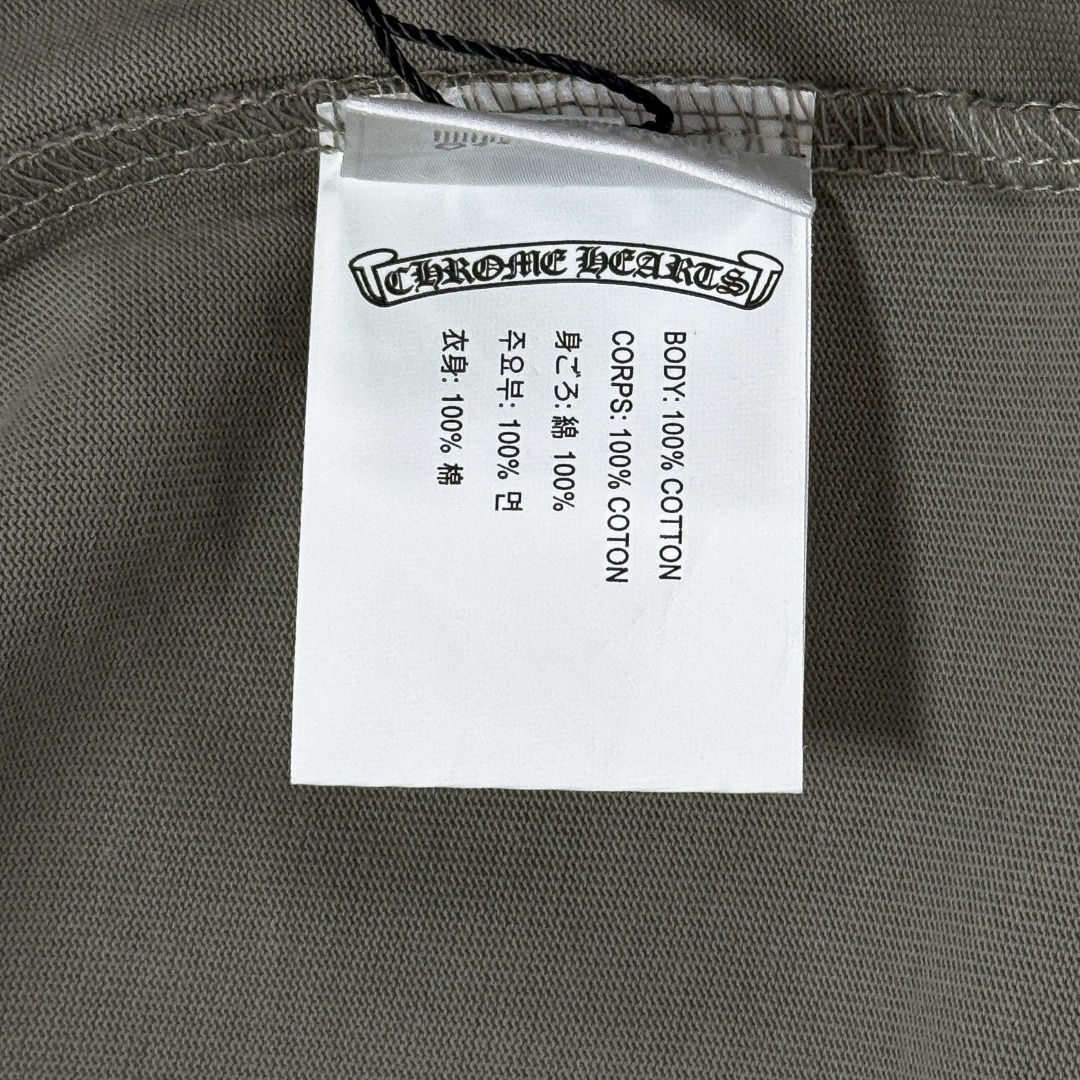 CHROME HEARTS
BODY: 100% COTTON
CORPS: 100% COTON
身ごろ: 綿 100%
주요부: 100% 면
衣身: 100% 棉